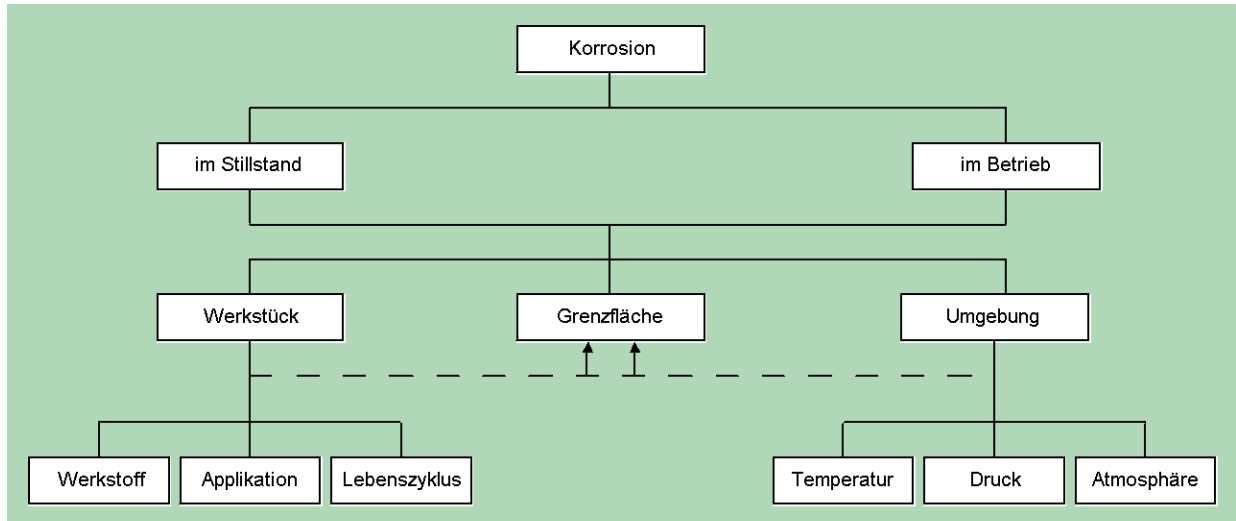 Korrosion
im Stillstand
im Betrieb
Werkstück
Grenzfläche
Umgebung
Werkstoff
Applikation
Lebenszyklus
Temperatur
Druck
Atmosphäre